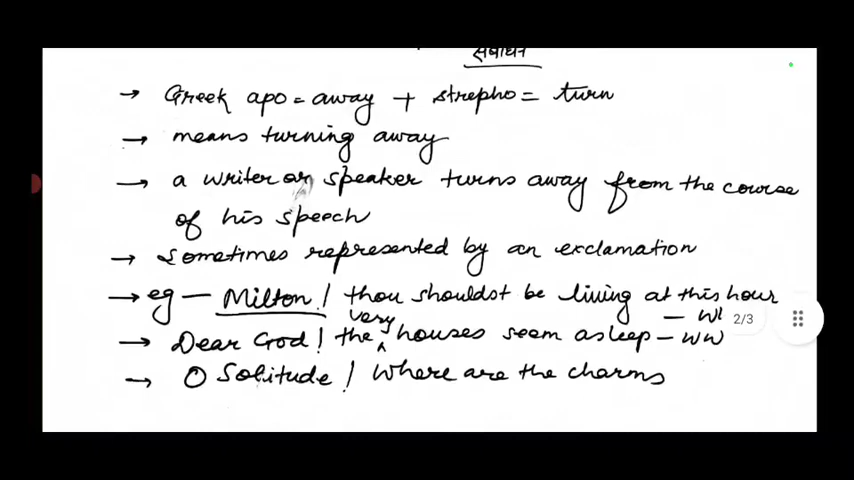 संबोधन
→ Greek apo = away + strepho = turn
→ means turning away
→ a writer or speaker turns away from the course
of his speech
→ Sometimes represented by an exclamation
→ eg — Milton! thou shouldst be living at this hour
— W
→ Dear God! the very houses seem asleep — WW
→ O Solitude! Where are the charms
2/3